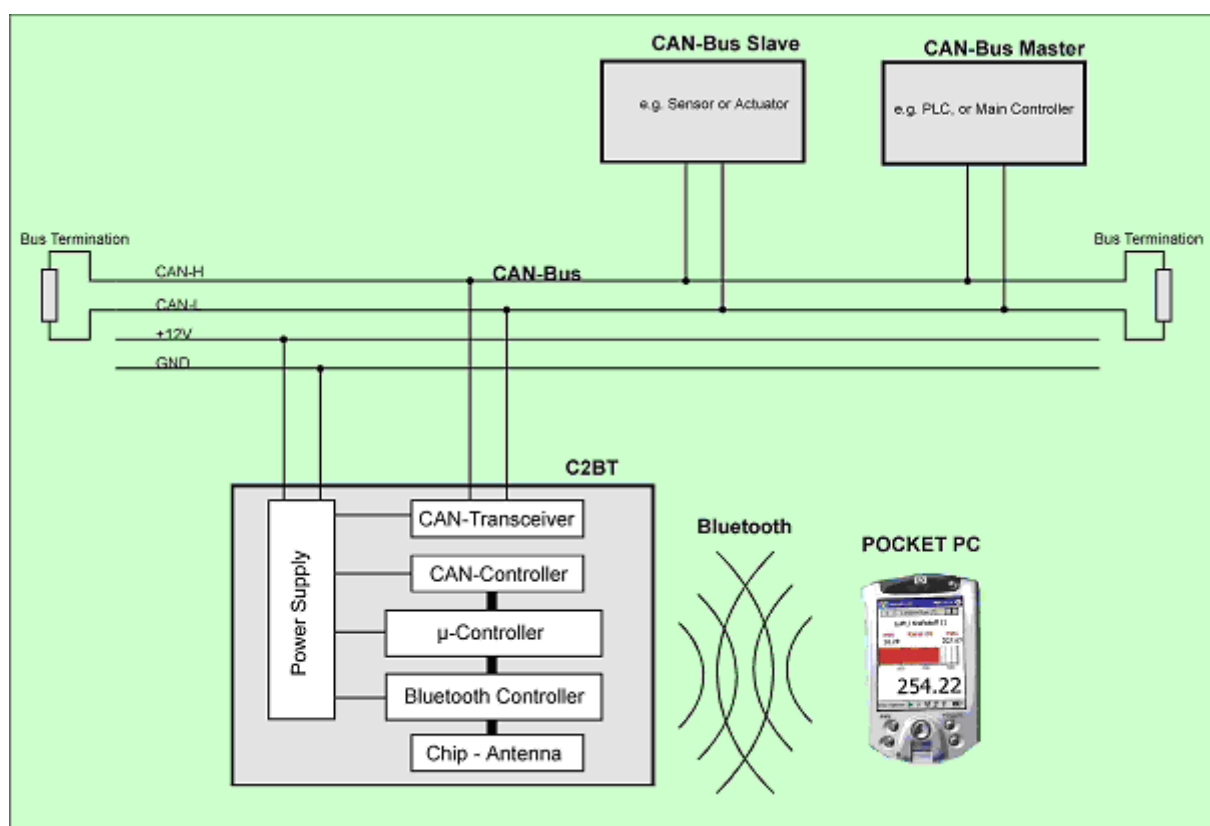 CAN-Bus Slave
CAN-Bus Master
e.g. Sensor or Actuator
e.g. PLC, or Main Controller
Bus Termination
Bus Termination
CAN-H
CAN-Bus
CAN-L
+12V
GND
C2BT
Power Supply
CAN-Transceiver
CAN-Controller
µ-Controller
Bluetooth Controller
Chip - Antenna
Bluetooth
POCKET PC
254.22